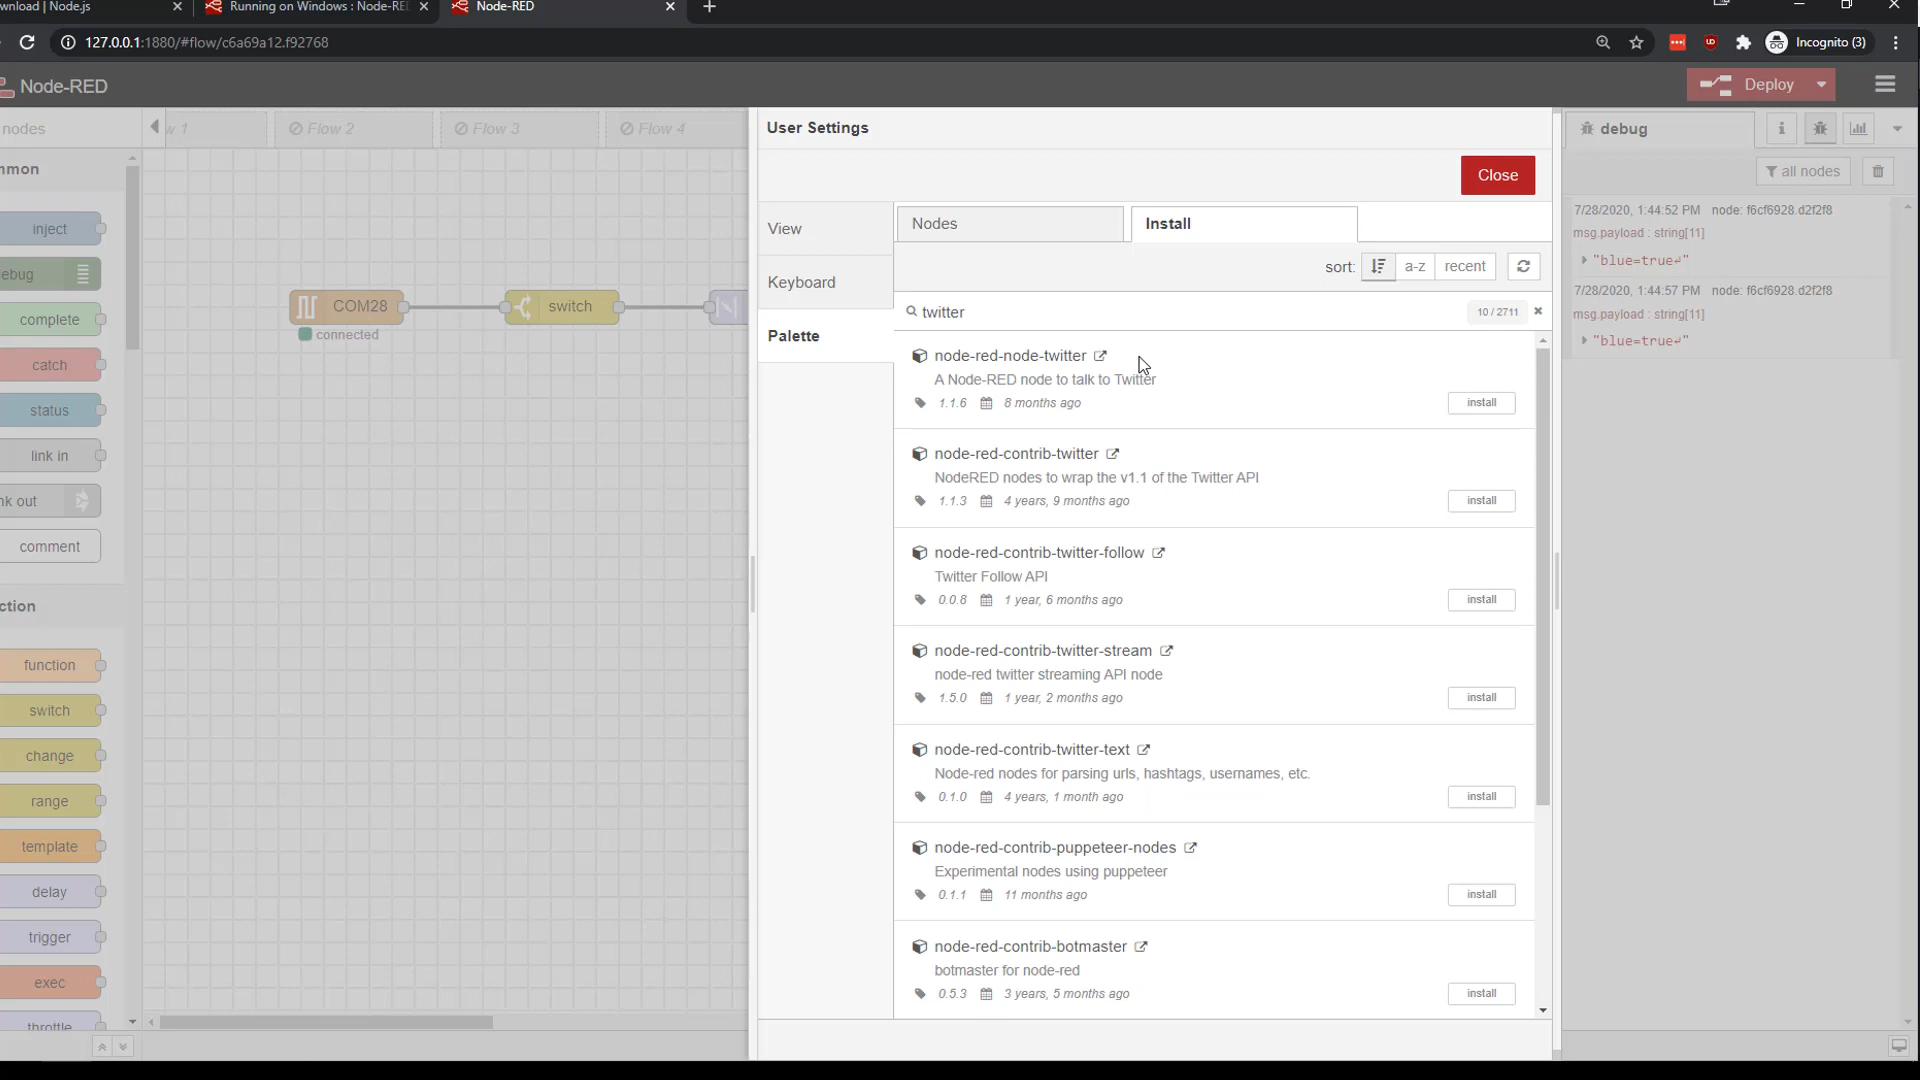 wnload | Node.js
Running on Windows : Node-RE
Node-RED
127.0.0.1:1880/#flow/c6a69a12.f92768
Incognito (3)
Node-RED
Deploy
nodes
w 1
Flow 2
Flow 3
Flow 4
User Settings
debug
Close
all nodes
mmon
View
Nodes
Install
7/28/2020, 1:44:52 PM node: f6cf6928.d2f2f8
msg.payload : string[11]
"blue=true↵"
7/28/2020, 1:44:57 PM node: f6cf6928.d2f2f8
msg.payload : string[11]
"blue=true↵"
inject
ebug
complete
catch
status
link in
nk out
comment
ction
function
switch
change
range
template
delay
trigger
exec
throttle
COM28
connected
switch
Keyboard
Palette
sort:
a-z
recent
twitter
10 / 2711
node-red-node-twitter
A Node-RED node to talk to Twitter
1.1.6 8 months ago
install
node-red-contrib-twitter
NodeRED nodes to wrap the v1.1 of the Twitter API
1.1.3 4 years, 9 months ago
install
node-red-contrib-twitter-follow
Twitter Follow API
0.0.8 1 year, 6 months ago
install
node-red-contrib-twitter-stream
node-red twitter streaming API node
1.5.0 1 year, 2 months ago
install
node-red-contrib-twitter-text
Node-red nodes for parsing urls, hashtags, usernames, etc.
0.1.0 4 years, 1 month ago
install
node-red-contrib-puppeteer-nodes
Experimental nodes using puppeteer
0.1.1 11 months ago
install
node-red-contrib-botmaster
botmaster for node-red
0.5.3 3 years, 5 months ago
install